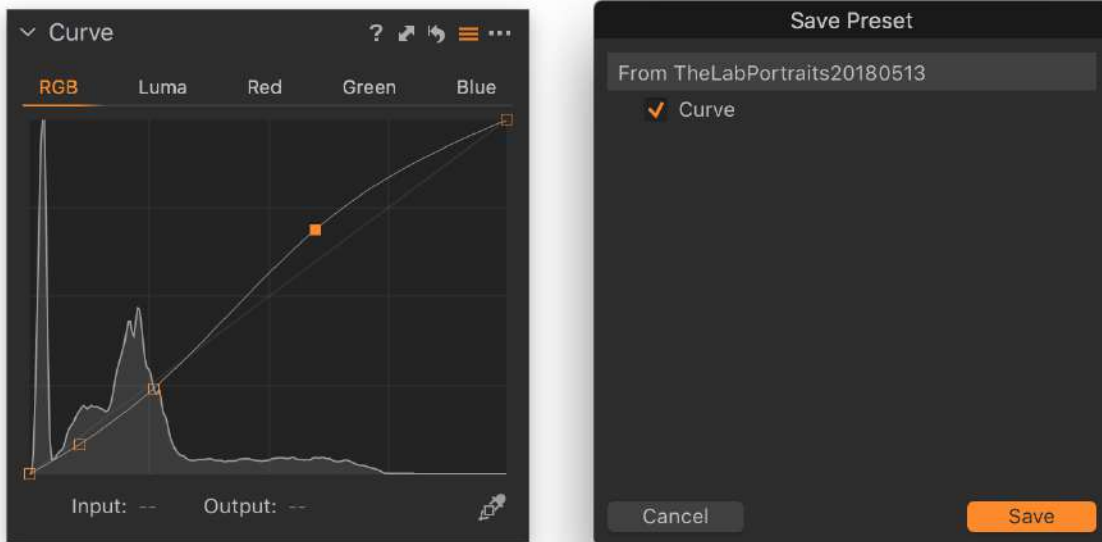 Curve ?
RGB Luma Red Green Blue
Input: -- Output: --
Save Preset
From TheLabPortraits20180513
Curve
Cancel Save